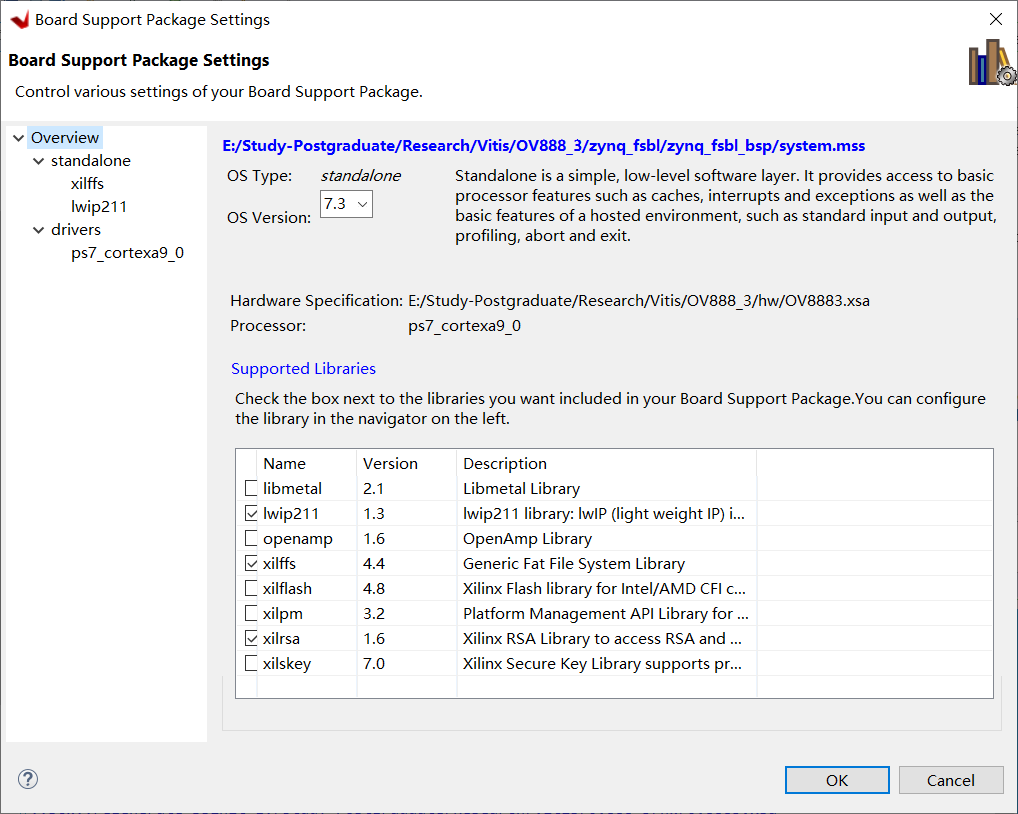 Board Support Package Settings
Board Support Package Settings
Control various settings of your Board Support Package.
Overview
standalone
xilffs
lwip211
drivers
ps7_cortexa9_0
E:/Study-Postgraduate/Research/Vitis/OV888_3/zynq_fsbl/zynq_fsbl_bsp/system.mss
OS Type: standalone
OS Version: 7.3
Standalone is a simple, low-level software layer. It provides access to basic
processor features such as caches, interrupts and exceptions as well as the
basic features of a hosted environment, such as standard input and output,
profiling, abort and exit.
Hardware Specification: E:/Study-Postgraduate/Research/Vitis/OV888_3/hw/OV8883.xsa
Processor: ps7_cortexa9_0
Supported Libraries
Check the box next to the libraries you want included in your Board Support Package.You can configure
the library in the navigator on the left.
Name Version Description
libmetal 2.1 Libmetal Library
lwip211 1.3 lwip211 library: lwIP (light weight IP) i...
openamp 1.6 OpenAmp Library
xilffs 4.4 Generic Fat File System Library
xilflash 4.8 Xilinx Flash library for Intel/AMD CFI c...
xilpm 3.2 Platform Management API Library for ...
xilrsa 1.6 Xilinx RSA Library to access RSA and ...
xilskey 7.0 Xilinx Secure Key Library supports pr...
?
OK Cancel